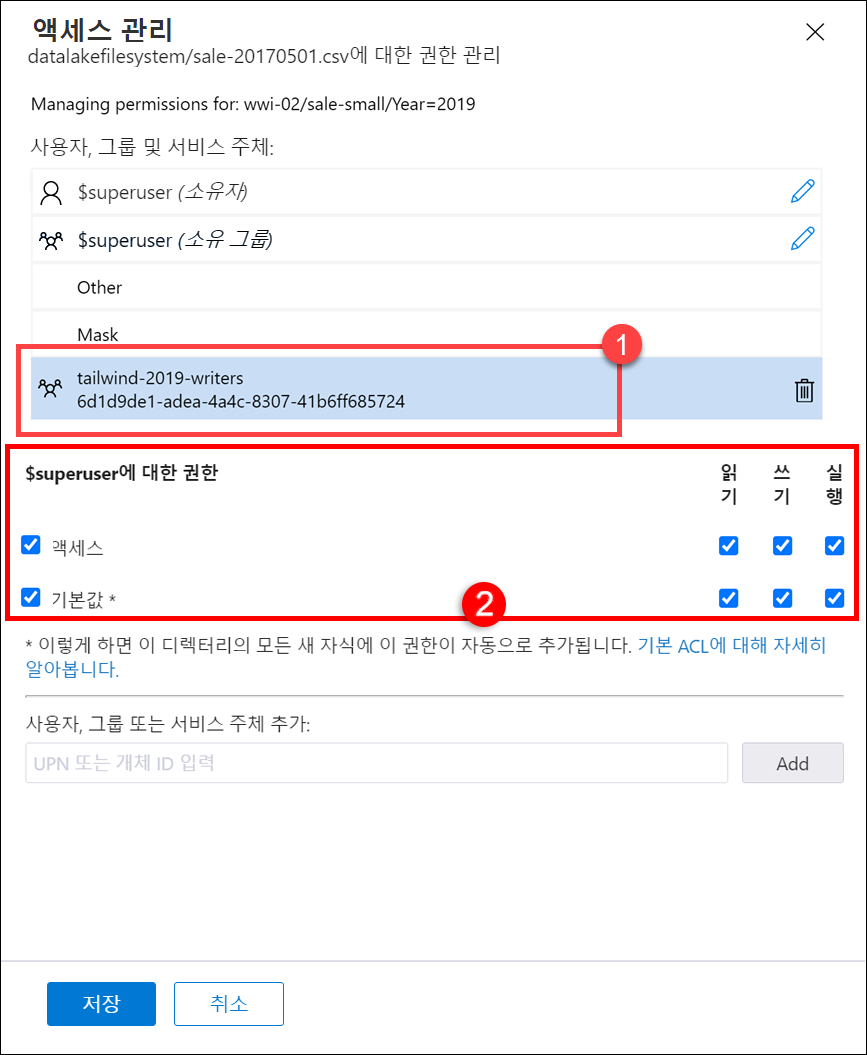 액세스 관리
datalakefilesystem/sale-20170501.csv에 대한 권한 관리
Managing permissions for: wwi-02/sale-small/Year=2019
사용자, 그룹 및 서비스 주체:
$superuser (소유자)
$superuser (소유 그룹)
Other
Mask
1
tailwind-2019-writers
6d1d9de1-adea-4a4c-8307-41b6ff685724
$superuser에 대한 권한
읽기 쓰기 실행
액세스
기본값 *
2
* 이렇게 하면 이 디렉터리의 모든 새 자식에 이 권한이 자동으로 추가됩니다. 기본 ACL에 대해 자세히
알아봅니다.
사용자, 그룹 또는 서비스 주체 추가:
UPN 또는 개체 ID 입력
Add
저장 취소